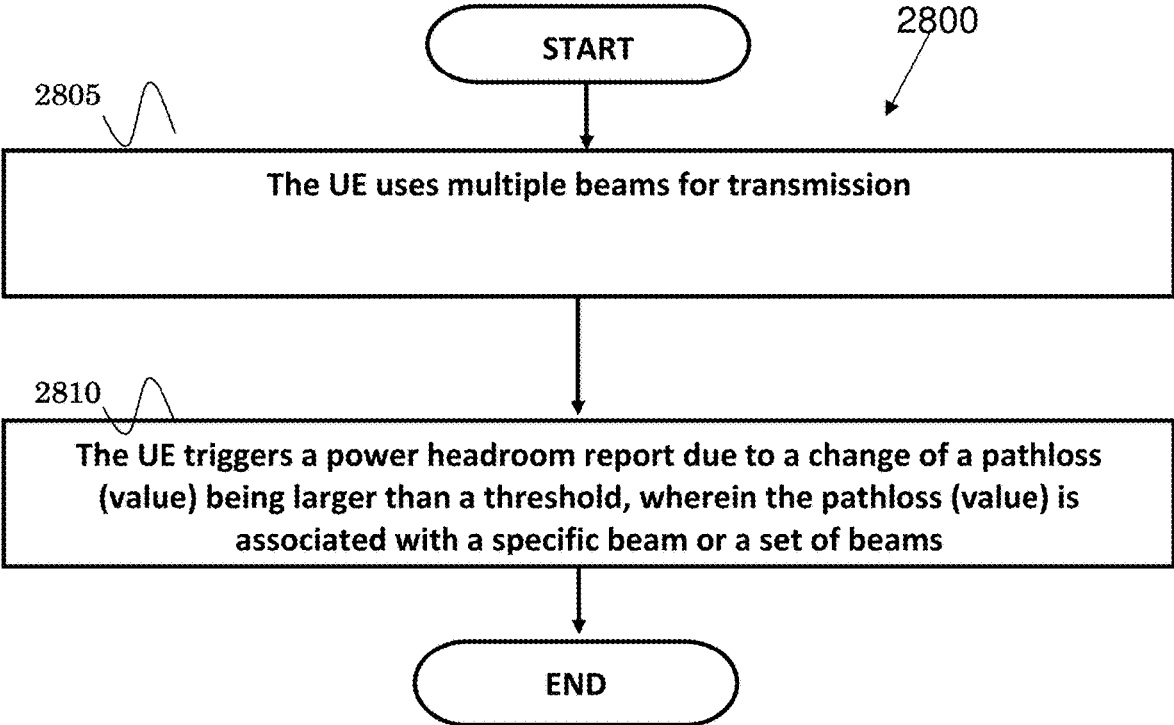 2800
START
2805
The UE uses multiple beams for transmission
2810
The UE triggers a power headroom report due to a change of a pathloss
(value) being larger than a threshold, wherein the pathloss (value) is
associated with a specific beam or a set of beams
END